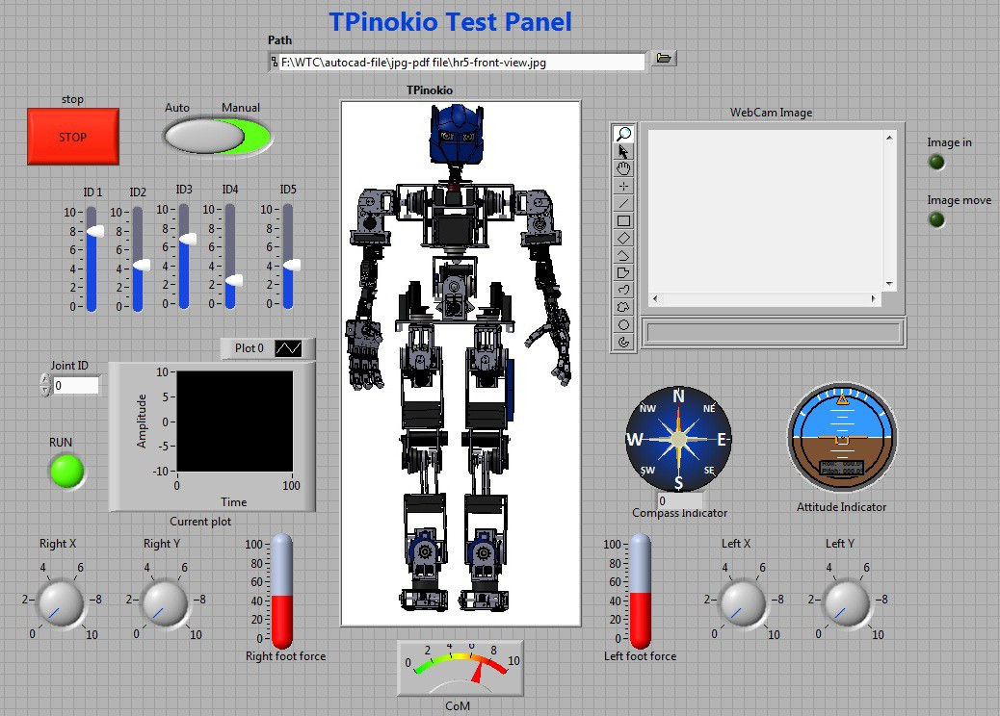 TPinokio Test Panel
Path
F:\WTC\autocad-file\jpg-pdf file\hr5-front-view.jpg
stop
STOP
Auto Manual
TPinokio
WebCam Image
Image in
Image move
ID 1 ID2 ID3 ID4 ID5
10 10 10 10 10
8 8 8 8 8
6 6 6 6 6
4 4 4 4 4
2 2 2 2 2
0 0 0 0 0
Plot 0
Joint ID
0
RUN
Amplitude
10
5
0
-5
-10
0 100
Time
Current plot
N
NW NE
W E
SW SE
S
0
Compass Indicator
Attitude Indicator
Right X
0 2 4 6 8 10
Right Y
0 2 4 6 8 10
100
80
60
40
20
0
Right foot force
0 2 4 6 8 10
CoM
100
80
60
40
20
0
Left foot force
Left X
0 2 4 6 8 10
Left Y
0 2 4 6 8 10